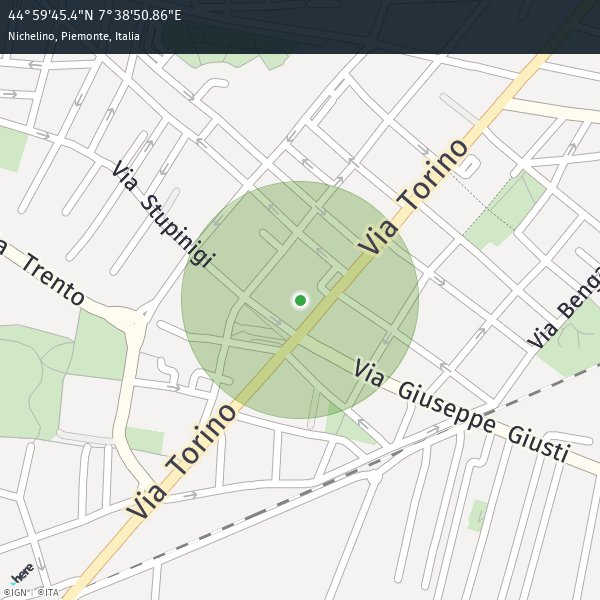 44°59'45.4"N 7°38'50.86"E
Nichelino, Piemonte, Italia
Via Torino
Via Stupinigi
a Trento
Via Benga
Via Giuseppe Giusti
Via Torino
here
©IGN | ©ITA